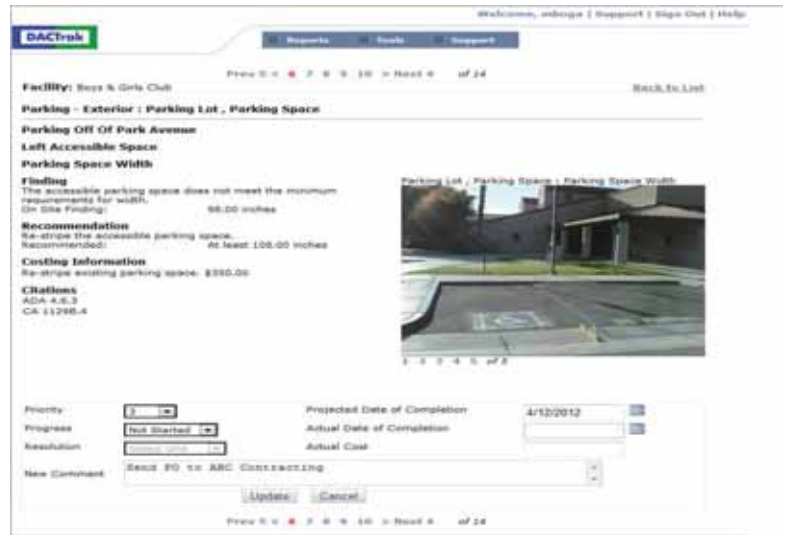 Welcome, mboga | Support | Sign Out | Help
DACTrak
Reports Tools Support
Prev 5 < 6 7 8 9 10 > Next 4 of 14
Facility: Boys & Girls Club
Back to List
Parking - Exterior : Parking Lot , Parking Space
Parking Off Of Park Avenue
Left Accessible Space
Parking Space Width
Finding
The accessible parking space does not meet the minimum
requirements for width.
On Site Finding: 98.00 inches
Recommendation
Re-stripe the accessible parking space.
Recommended: At least 108.00 inches
Costing Information
Re-stripe existing parking space. $350.00
Citations
ADA 4.6.3
CA 1129B.4
Parking Lot , Parking Space : Parking Space Width
1 2 3 4 5 of 5
Priority 3
Projected Date of Completion 4/12/2012
Progress Not Started
Actual Date of Completion
Resolution Select One
Actual Cost
New Comment Send PO to ABC Contracting
Update Cancel
Prev 5 < 6 7 8 9 10 > Next 4 of 14